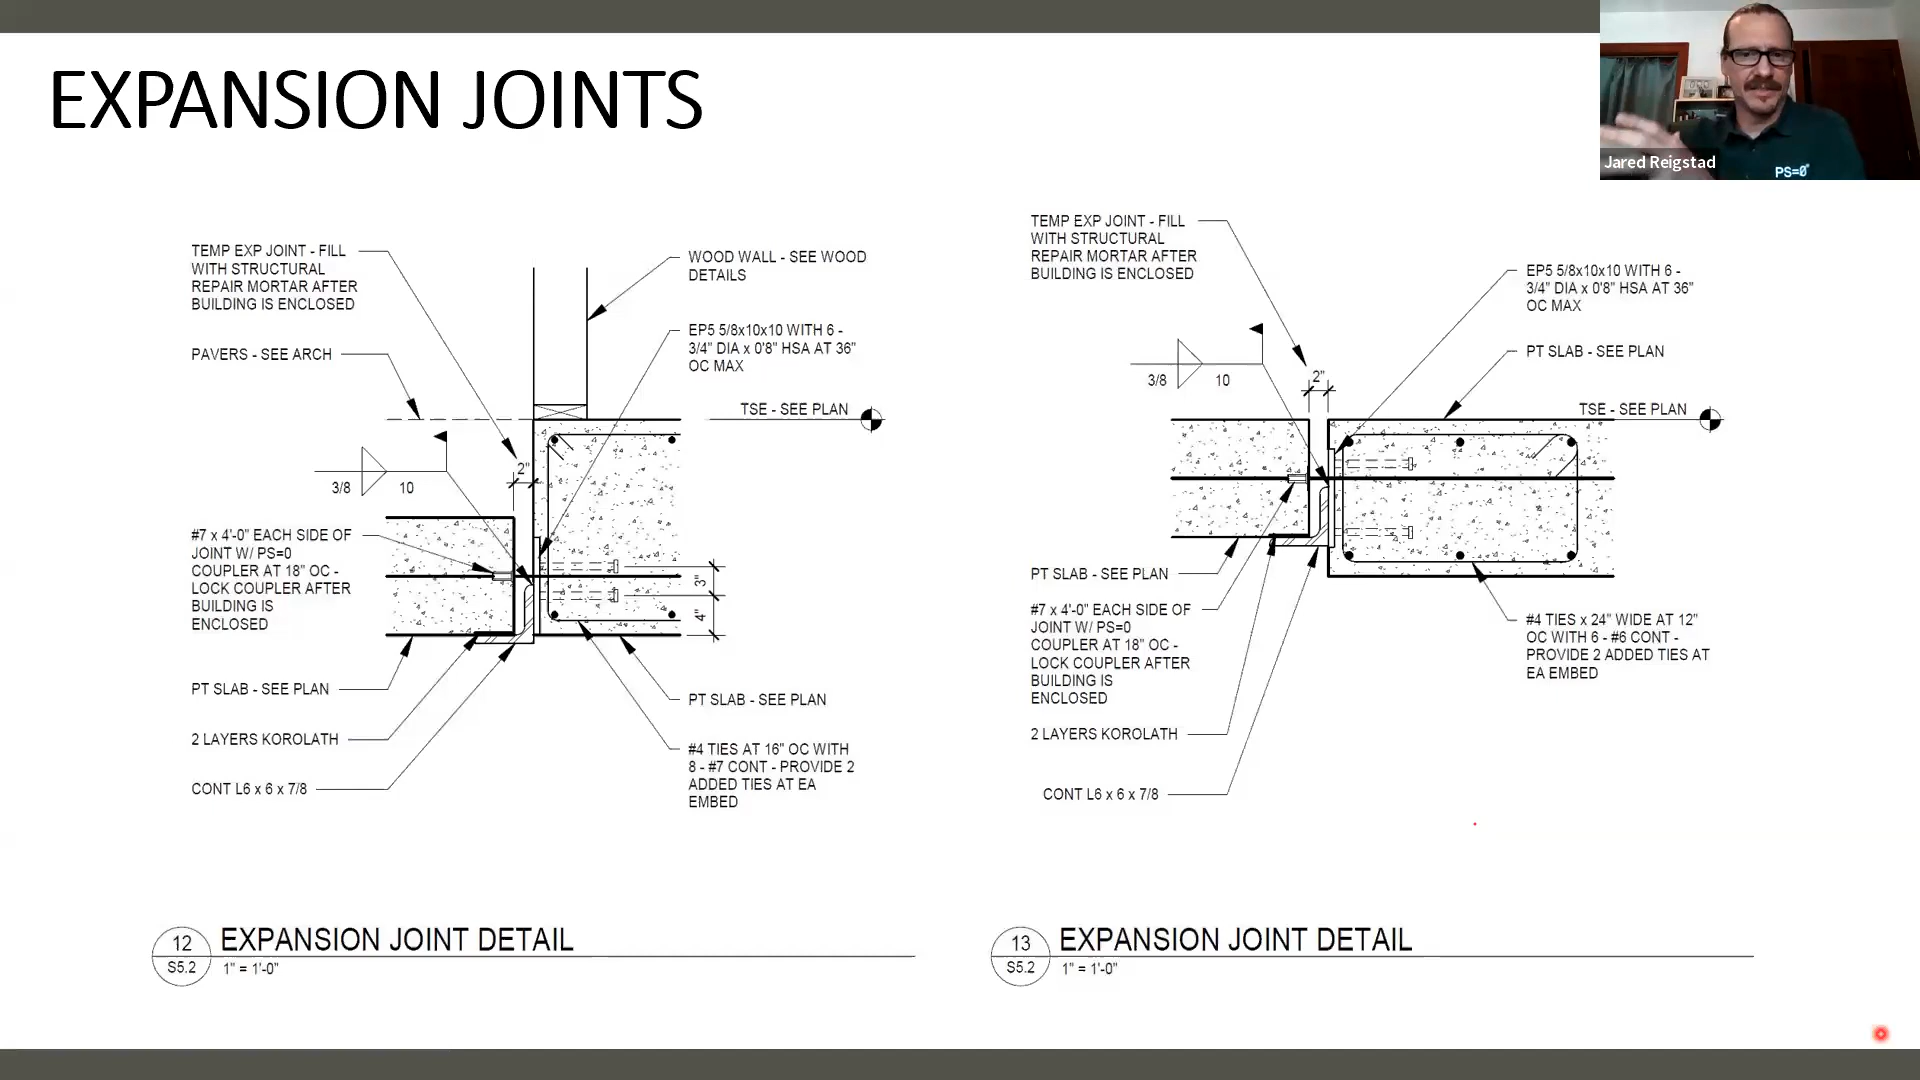 EXPANSION JOINTS
Jared Reigstad
PS=Ø
TEMP EXP JOINT - FILL
WITH STRUCTURAL
REPAIR MORTAR AFTER
BUILDING IS ENCLOSED
PAVERS - SEE ARCH
3/8
10
2"
#7 x 4'-0" EACH SIDE OF
JOINT W/ PS=0
COUPLER AT 18" OC -
LOCK COUPLER AFTER
BUILDING IS
ENCLOSED
PT SLAB - SEE PLAN
2 LAYERS KOROLATH
CONT L6 x 6 x 7/8
WOOD WALL - SEE WOOD
DETAILS
EP5 5/8x10x10 WITH 6 -
3/4" DIA x 0'8" HSA AT 36"
OC MAX
TSE - SEE PLAN
3"
4"
PT SLAB - SEE PLAN
#4 TIES AT 16" OC WITH
8 - #7 CONT - PROVIDE 2
ADDED TIES AT EA
EMBED
12
S5.2
EXPANSION JOINT DETAIL
1" = 1'-0"
TEMP EXP JOINT - FILL
WITH STRUCTURAL
REPAIR MORTAR AFTER
BUILDING IS ENCLOSED
3/8
10
2"
PT SLAB - SEE PLAN
#7 x 4'-0" EACH SIDE OF
JOINT W/ PS=0
COUPLER AT 18" OC -
LOCK COUPLER AFTER
BUILDING IS
ENCLOSED
2 LAYERS KOROLATH
CONT L6 x 6 x 7/8
EP5 5/8x10x10 WITH 6 -
3/4" DIA x 0'8" HSA AT 36"
OC MAX
PT SLAB - SEE PLAN
TSE - SEE PLAN
#4 TIES x 24" WIDE AT 12"
OC WITH 6 - #6 CONT -
PROVIDE 2 ADDED TIES AT
EA EMBED
13
S5.2
EXPANSION JOINT DETAIL
1" = 1'-0"